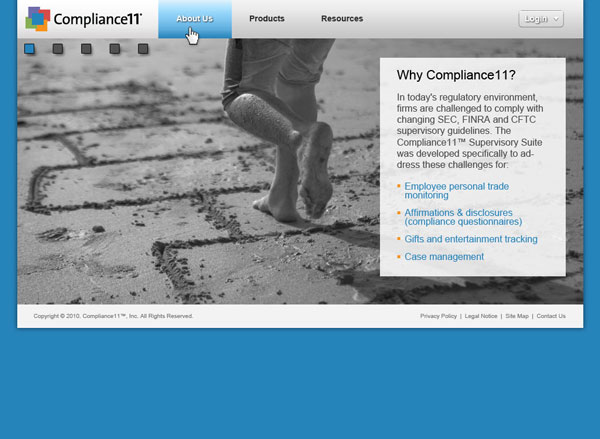 Compliance11® About Us Products Resources Login
Why Compliance11?
In today's regulatory environment,
firms are challenged to comply with
changing SEC, FINRA and CFTC
supervisory guidelines. The
Compliance11™ Supervisory Suite
was developed specifically to ad-
dress these challenges for:
Employee personal trade
monitoring
Affirmations & disclosures
(compliance questionnaires)
Gifts and entertainment tracking
Case management
Copyright © 2010. Compliance11™, Inc. All Rights Reserved. Privacy Policy | Legal Notice | Site Map | Contact Us